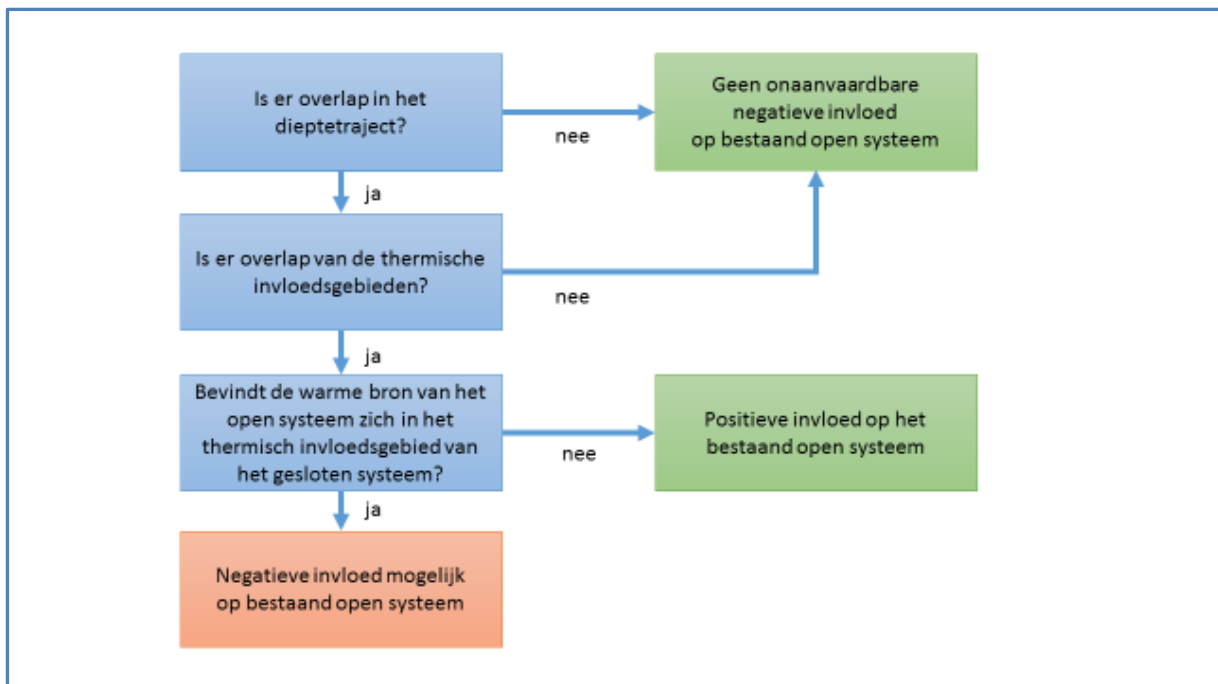 Is er overlap in het
dieptetraject?
nee
Geen onaanvaardbare
negatieve invloed
op bestaand open systeem
ja
Is er overlap van de thermische
invloedsgebieden?
nee
ja
Bevindt de warme bron van het
open systeem zich in het
thermisch invloedsgebied van
het gesloten systeem?
nee
Positieve invloed op het
bestaand open systeem
ja
Negatieve invloed mogelijk
op bestaand open systeem